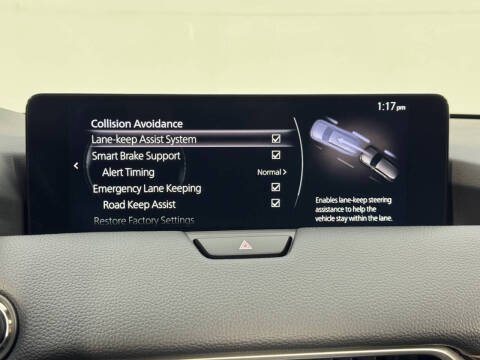 1:17 pm
Collision Avoidance
Lane-keep Assist System
Smart Brake Support
Alert Timing Normal
Emergency Lane Keeping
Road Keep Assist
Restore Factory Settings
Enables lane-keep steering
assistance to help the
vehicle stay within the lane.